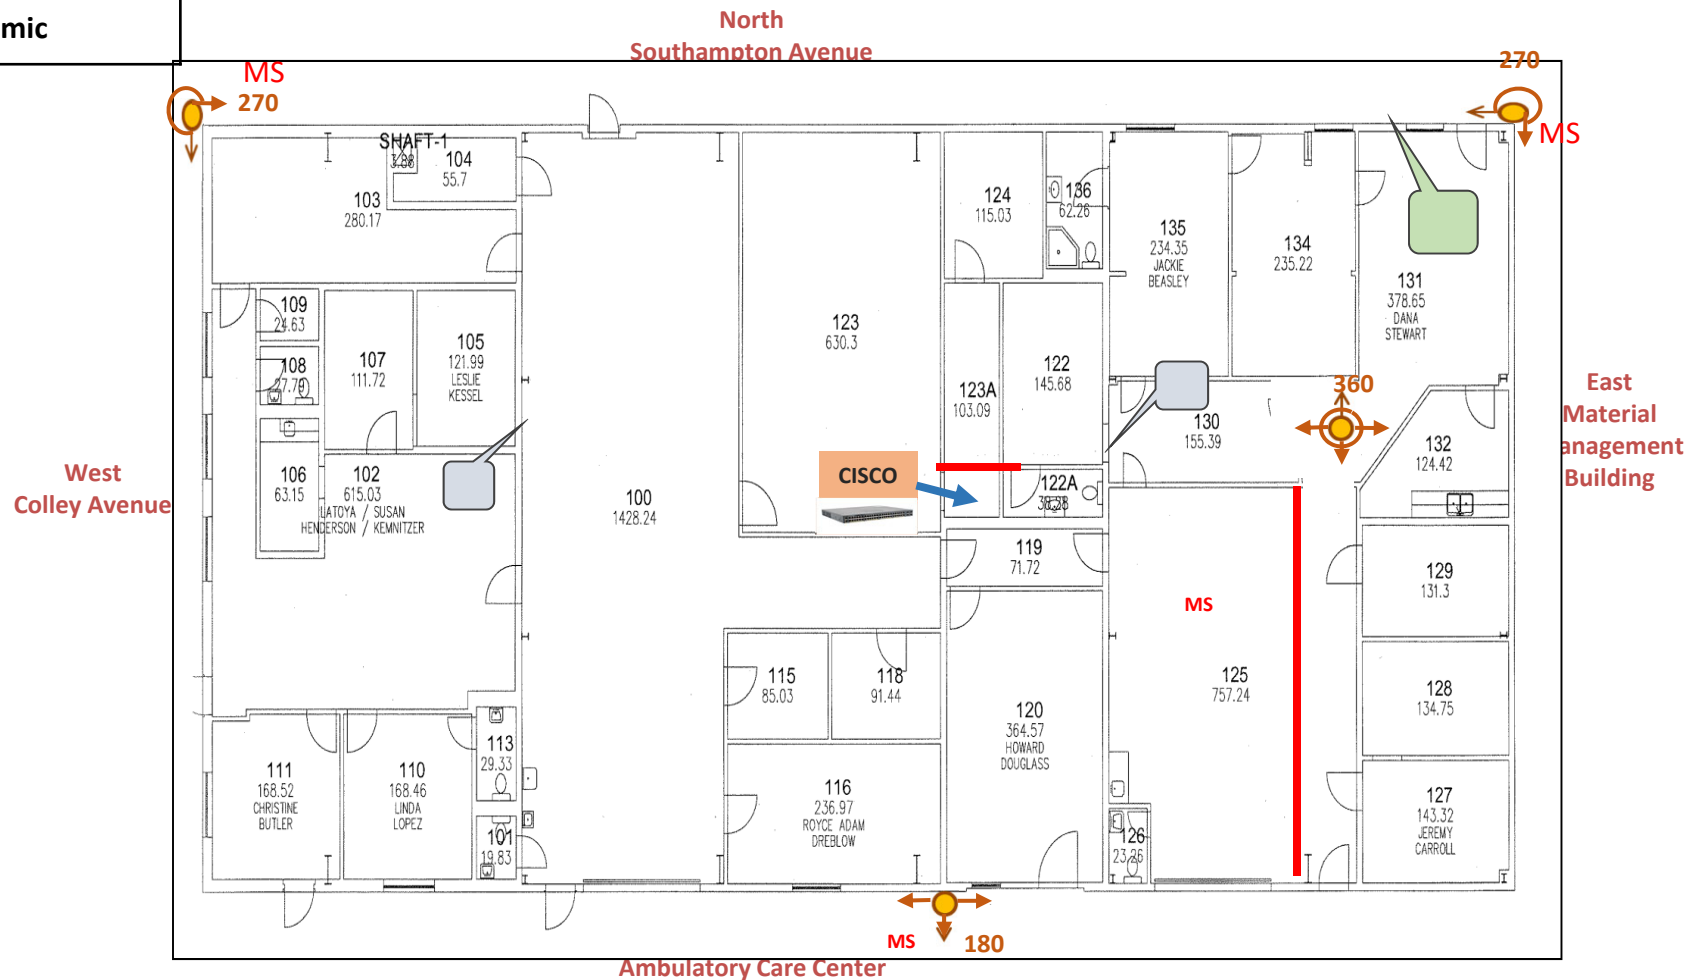 mic
North
Southampton Avenue
MS
270
270
MS
SHAFT-1
3.88
104
55.7
103
280.17
124
115.03
136
62.26
135
234.35
JACKIE
BEASLEY
134
235.22
131
378.65
DANA
STEWART
109
24.63
108
27.79
107
111.72
105
121.99
LESLIE
KESSEL
123
630.3
123A
103.09
122
145.68
360
130
155.39
132
124.42
East
Material
anagement
Building
West
Colley Avenue
106
63.15
102
615.03
LATOYA / SUSAN
HENDERSON / KEMNITZER
100
1428.24
CISCO
122A
119
71.72
129
131.3
MS
115
85.03
118
91.44
125
757.24
128
134.75
120
364.57
HOWARD
DOUGLASS
113
29.33
111
168.52
CHRISTINE
BUTLER
110
168.46
LINDA
LOPEZ
116
236.97
ROYCE ADAM
DREBLOW
127
143.32
JEREMY
CARROLL
101
19.83
126
23.26
MS
180
Ambulatory Care Center